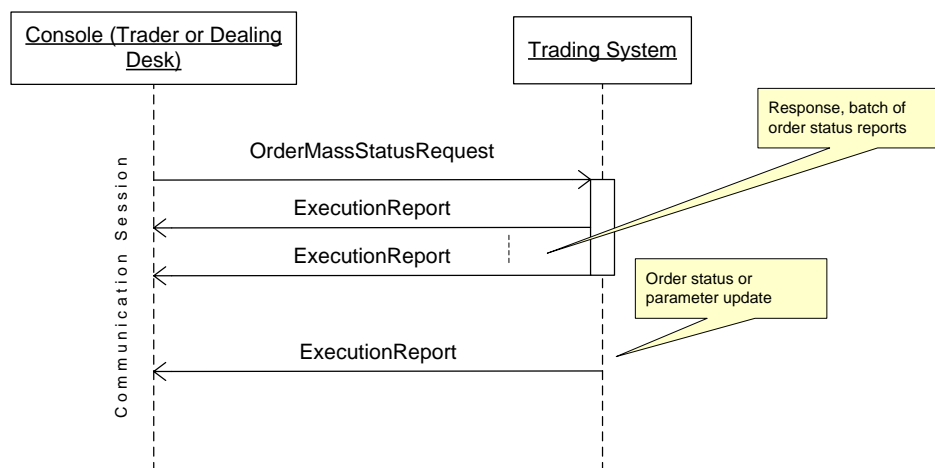 Console (Trader or Dealing
Desk)
Trading System
Response, batch of
order status reports
OrderMassStatusRequest
ExecutionReport
ExecutionReport
Order status or
parameter update
ExecutionReport
Communication Session